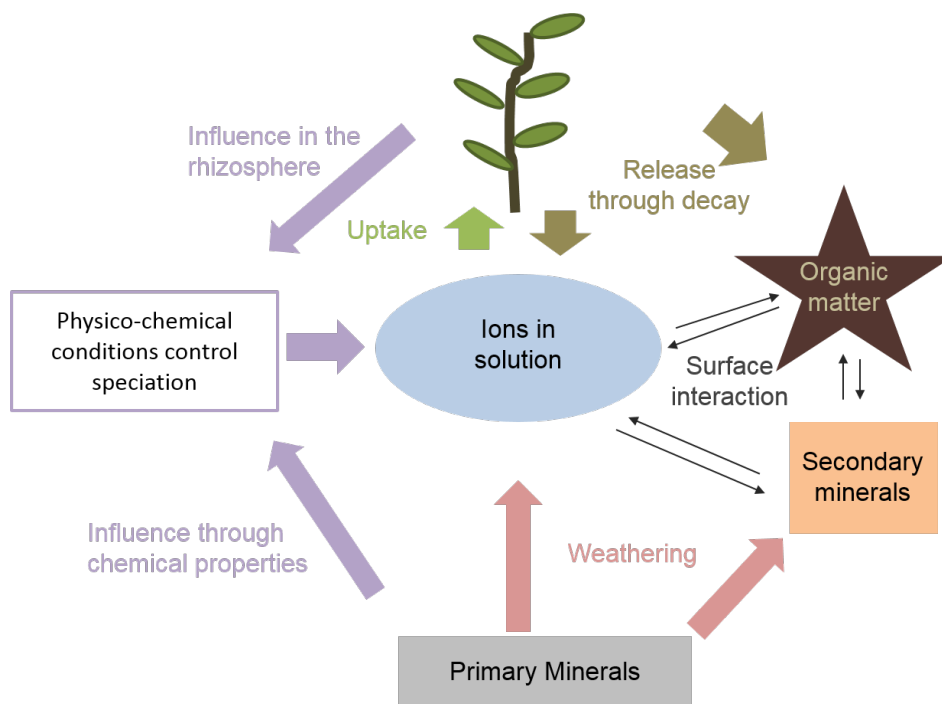 Influence in the
rhizosphere
Release
through decay
Uptake
Organic
matter
Physico-chemical
conditions control
speciation
Ions in
solution
Surface
interaction
Secondary
minerals
Influence through
chemical properties
Weathering
Primary Minerals